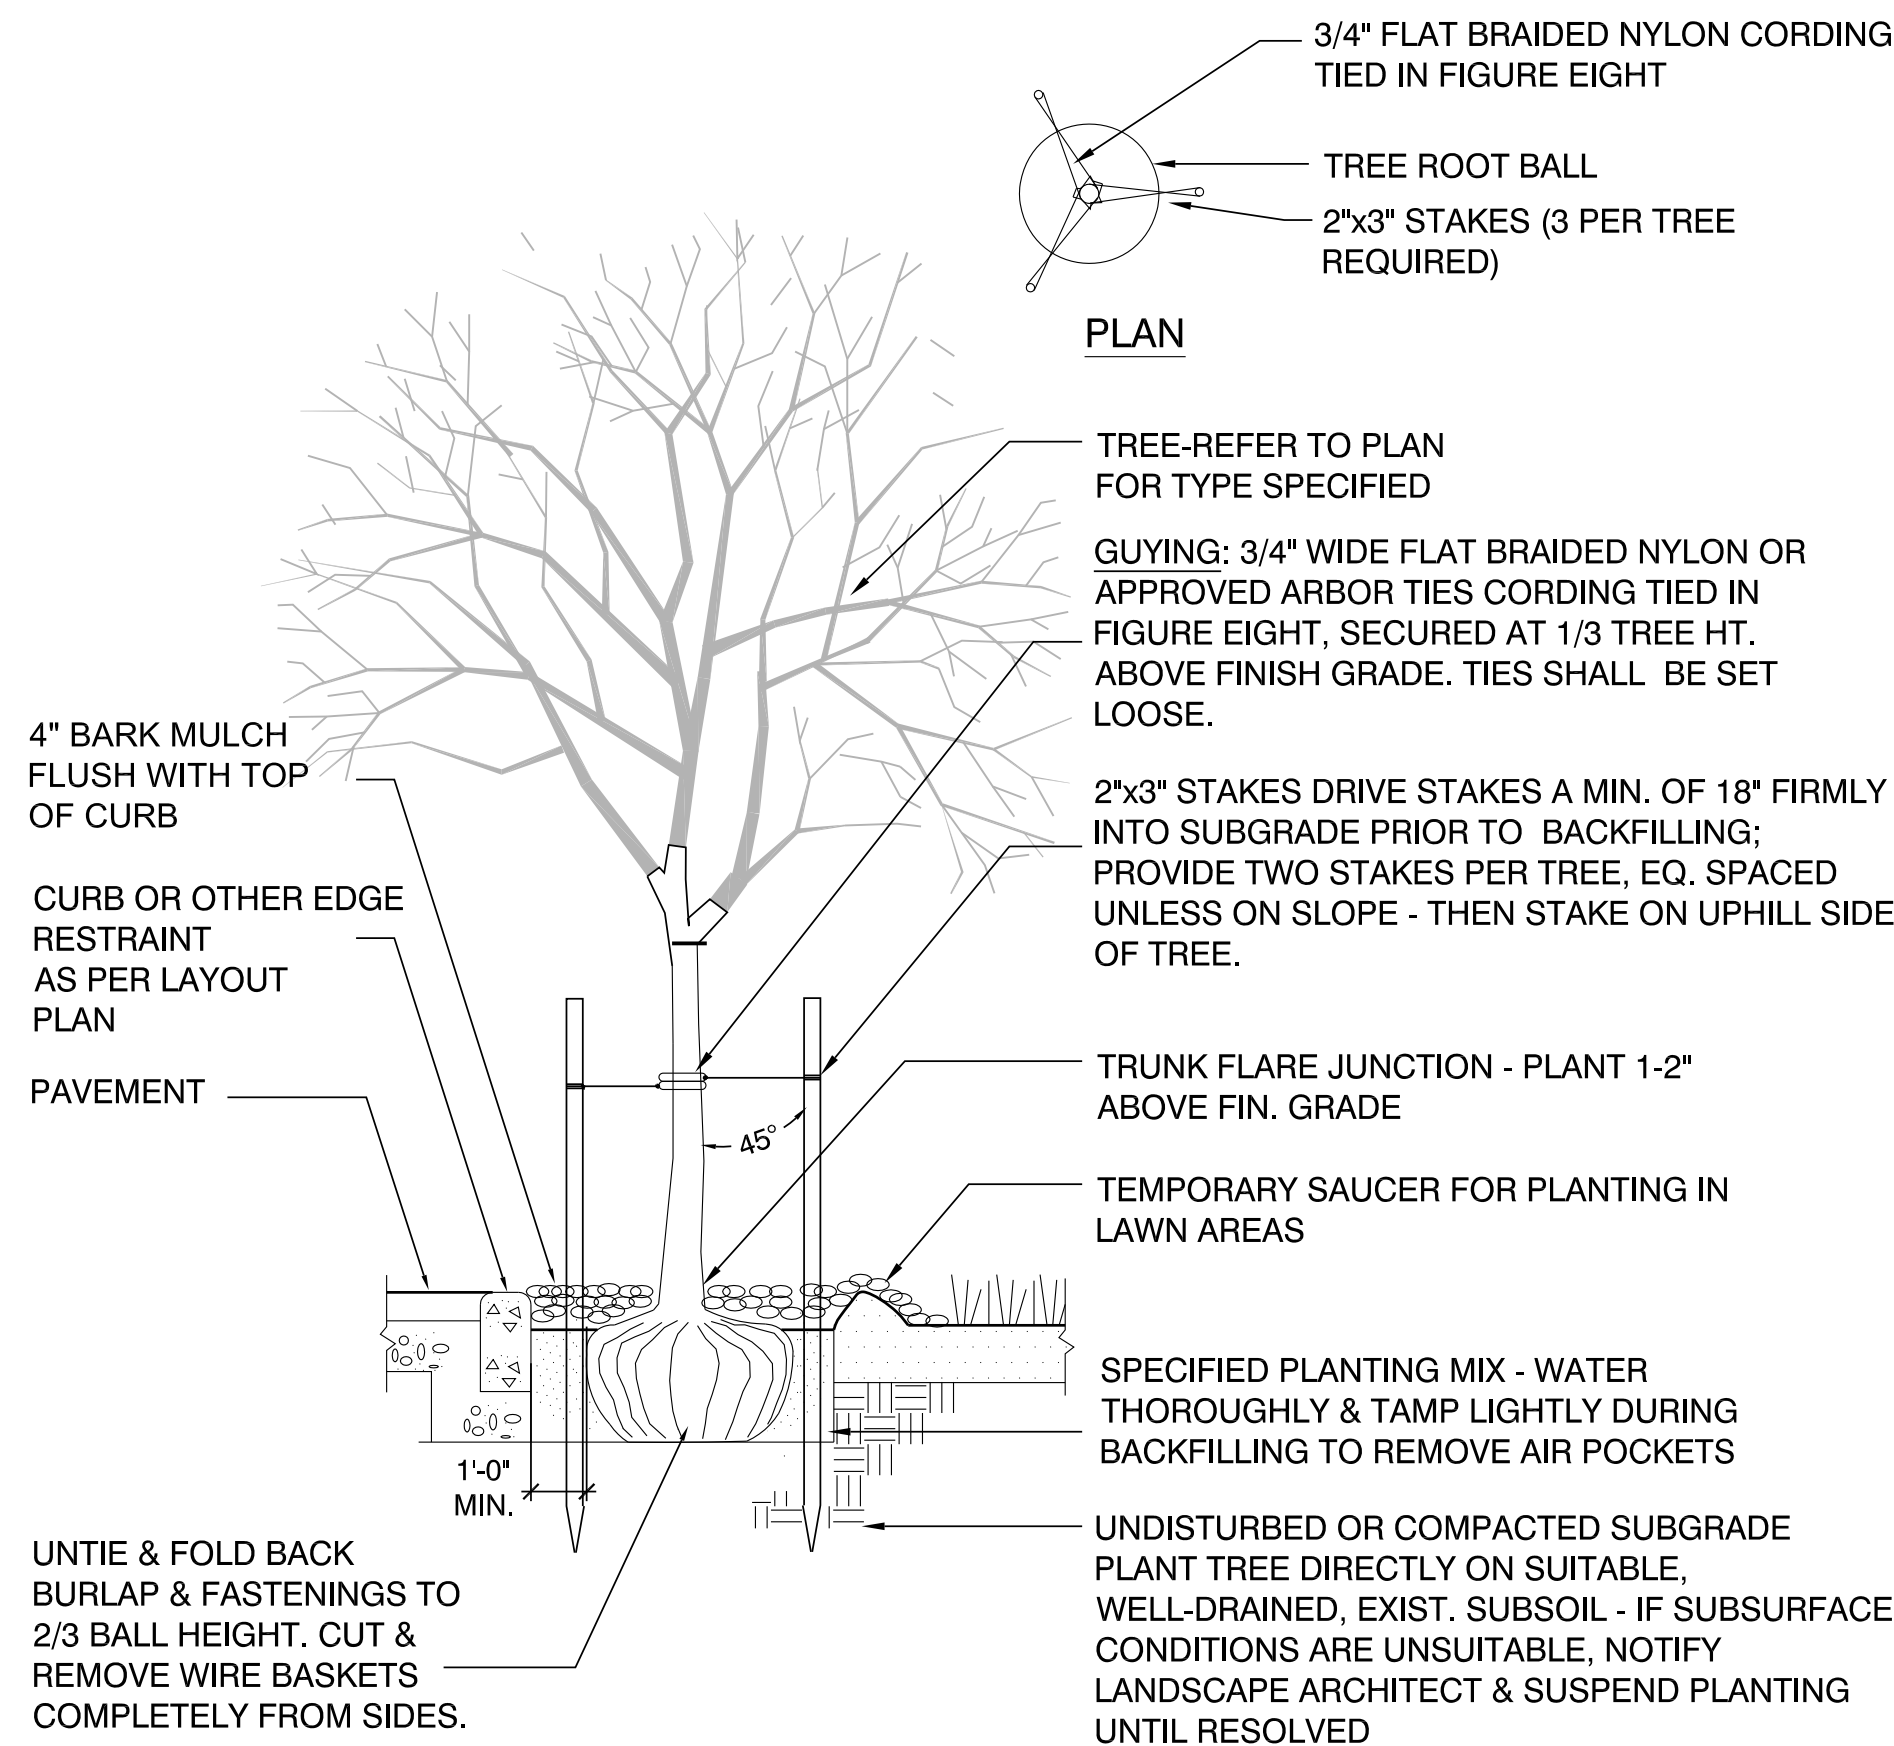 3/4" FLAT BRAIDED NYLON CORDING
TIED IN FIGURE EIGHT
TREE ROOT BALL
2"x3" STAKES (3 PER TREE
REQUIRED)
PLAN
TREE-REFER TO PLAN
FOR TYPE SPECIFIED
GUYING: 3/4" WIDE FLAT BRAIDED NYLON OR
APPROVED ARBOR TIES CORDING TIED IN
FIGURE EIGHT, SECURED AT 1/3 TREE HT.
ABOVE FINISH GRADE. TIES SHALL BE SET
LOOSE.
4" BARK MULCH
FLUSH WITH TOP
OF CURB
2"x3" STAKES DRIVE STAKES A MIN. OF 18" FIRMLY
INTO SUBGRADE PRIOR TO BACKFILLING;
PROVIDE TWO STAKES PER TREE, EQ. SPACED
UNLESS ON SLOPE - THEN STAKE ON UPHILL SIDE
OF TREE.
CURB OR OTHER EDGE
RESTRAINT
AS PER LAYOUT
PLAN
PAVEMENT
TRUNK FLARE JUNCTION - PLANT 1-2"
ABOVE FIN. GRADE
45°
TEMPORARY SAUCER FOR PLANTING IN
LAWN AREAS
SPECIFIED PLANTING MIX - WATER
THOROUGHLY & TAMP LIGHTLY DURING
BACKFILLING TO REMOVE AIR POCKETS
1'-0"
MIN.
UNTIE & FOLD BACK
BURLAP & FASTENINGS TO
2/3 BALL HEIGHT. CUT &
REMOVE WIRE BASKETS
COMPLETELY FROM SIDES.
UNDISTURBED OR COMPACTED SUBGRADE
PLANT TREE DIRECTLY ON SUITABLE,
WELL-DRAINED, EXIST. SUBSOIL - IF SUBSURFACE
CONDITIONS ARE UNSUITABLE, NOTIFY
LANDSCAPE ARCHITECT & SUSPEND PLANTING
UNTIL RESOLVED